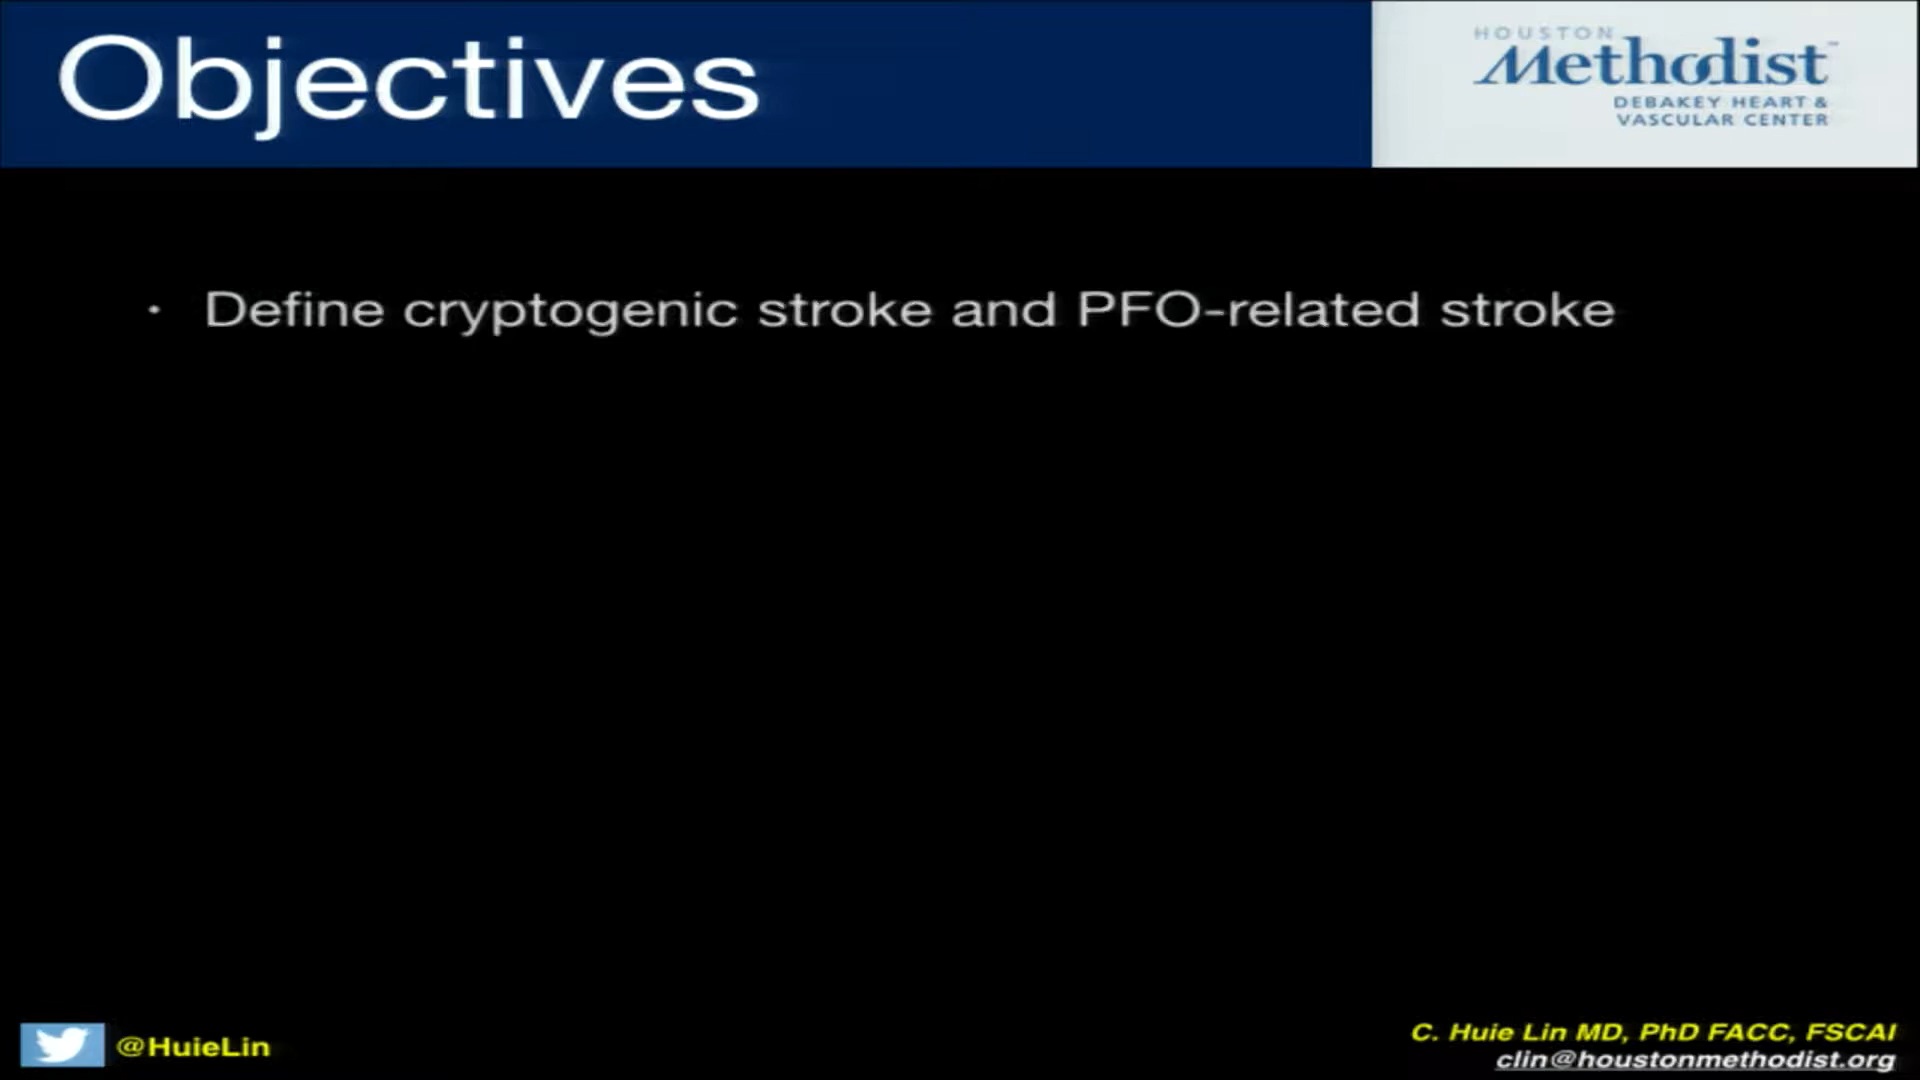 Objectives
HOUSTON
Methodist™
DEBAKEY HEART &
VASCULAR CENTER
• Define cryptogenic stroke and PFO-related stroke
@HuieLin
C. Huie Lin MD, PhD FACC, FSCAI
clin@houstonmethodist.org